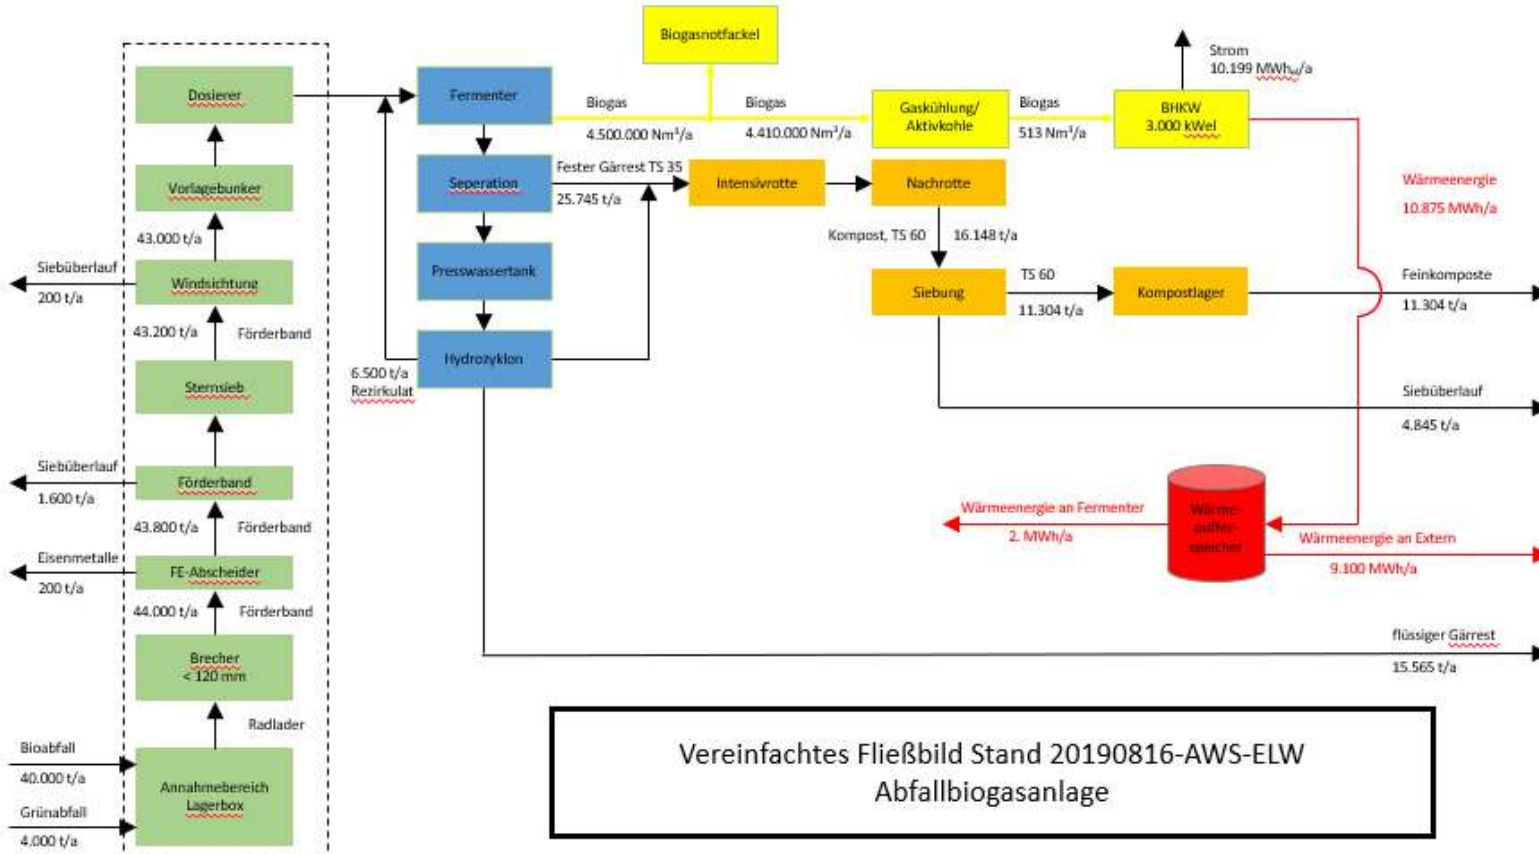 Biogasnotfackel
Strom
10.199 MWhel/a
Dosierer
Fermenter
Biogas
4.500.000 Nm³/a
Biogas
4.410.000 Nm³/a
Gaskühlung/
Aktivkohle
Biogas
513 Nm³/a
BHKW
3.000 kWel
Vorlagebunker
Seperation
Fester Gärrest TS 35
25.745 t/a
Intensivrotte
Nachrotte
Wärmeenergie
10.875 MWh/a
43.000 t/a
Kompost, TS 60
16.148 t/a
Siebüberlauf
200 t/a
Windsichtung
Presswassertank
Siebung
TS 60
11.304 t/a
Kompostlager
Feinkomposte
11.304 t/a
43.200 t/a
Förderband
Sternsieb
6.500 t/a
Rezirkulat
Hydrozyklon
Siebüberlauf
4.845 t/a
Siebüberlauf
1.600 t/a
Förderband
43.800 t/a
Förderband
Wärmeenergie an Fermenter
2. MWh/a
Wärme-
puffer-
speicher
Wärmeenergie an Extern
9.100 MWh/a
Eisenmetalle
200 t/a
FE-Abscheider
44.000 t/a
Förderband
Brecher
< 120 mm
flüssiger Gärrest
15.565 t/a
Radlader
Bioabfall
40.000 t/a
Annahmebereich
Lagerbox
Grünabfall
4.000 t/a
Vereinfachtes Fließbild Stand 20190816-AWS-ELW
Abfallbiogasanlage